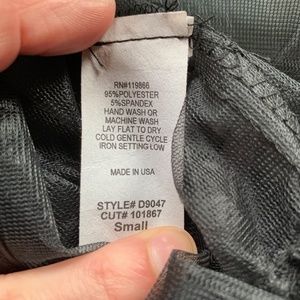 RN#119866
95%POLYESTER
5%SPANDEX
HAND WASH OR
MACHINE WASH
LAY FLAT TO DRY
COLD GENTLE CYCLE
IRON SETTING LOW
MADE IN USA
STYLE# D9047
CUT# 101867
Small